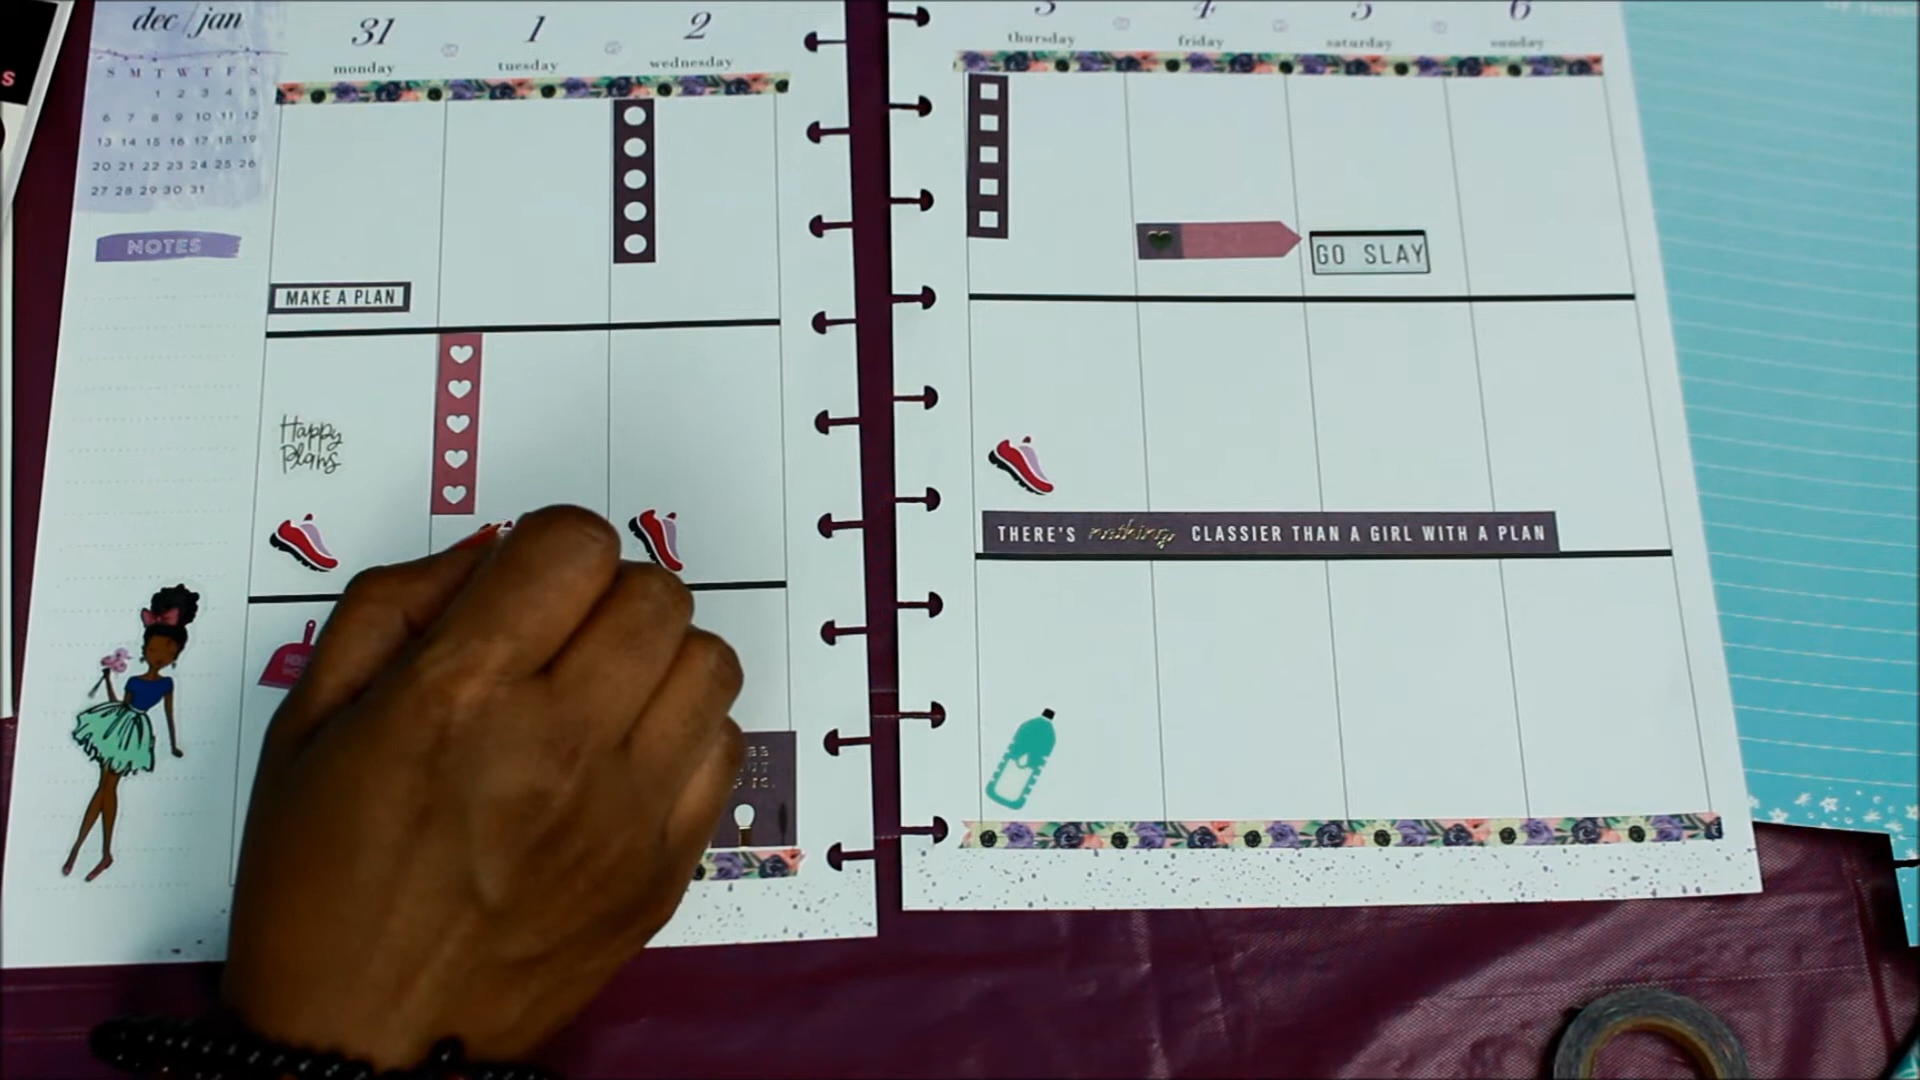 S
dec/jan
S M T W T F S
1 2 3 4 5
6 7 8 9 10 11 12
13 14 15 16 17 18 19
20 21 22 23 24 25 26
27 28 29 30 31
NOTES
31
monday
1
tuesday
2
wednesday
MAKE A PLAN
Happy
Plans
3
thursday
4
friday
5
saturday
6
sunday
GO SLAY
THERE'S nothing CLASSIER THAN A GIRL WITH A PLAN